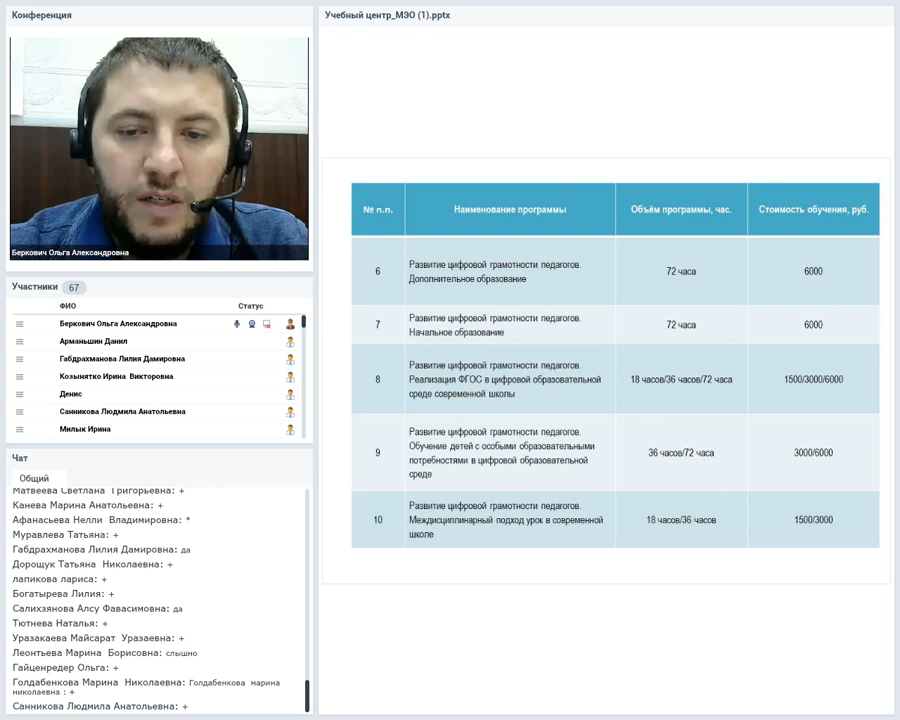 Конференция
Беркович Ольга Александровна
Участники 67
ФИО Статус
Беркович Ольга Александровна
Арманьшин Данил
Габдрахманова Лилия Дамировна
Козынятко Ирина Викторовна
Денис
Санникова Людмила Анатольевна
Милык Ирина
Чат
Общий
Матвеева Светлана Григорьевна: +
Канева Марина Анатольевна: +
Афанасьева Нелли Владимировна: *
Муравлева Татьяна: +
Габдрахманова Лилия Дамировна: да
Дорощук Татьяна Николаевна: +
лапикова лариса: +
Богатырева Лилия: +
Салихзянова Алсу Фавасимовна: да
Тютнева Наталья: +
Уразакаева Майсарат Уразаевна: +
Леонтьева Марина Борисовна: слышно
Гайценредер Ольга: +
Голдабенкова Марина Николаевна: Голдабенкова марина
николаевна : +
Санникова Людмила Анатольевна: +
Учебный центр_МЭО (1).pptx
№ п.п. Наименование программы Объём программы, час. Стоимость обучения, руб.
6 Развитие цифровой грамотности педагогов. 72 часа 6000
Дополнительное образование
7 Развитие цифровой грамотности педагогов. 72 часа 6000
Начальное образование
8 Развитие цифровой грамотности педагогов. 18 часов/36 часов/72 часа 1500/3000/6000
Реализация ФГОС в цифровой образовательной
среде современной школы
9 Развитие цифровой грамотности педагогов. 36 часов/72 часа 3000/6000
Обучение детей с особыми образовательными
потребностями в цифровой образовательной
среде
10 Развитие цифровой грамотности педагогов. 18 часов/36 часов 1500/3000
Междисциплинарный подход урок в современной
школе